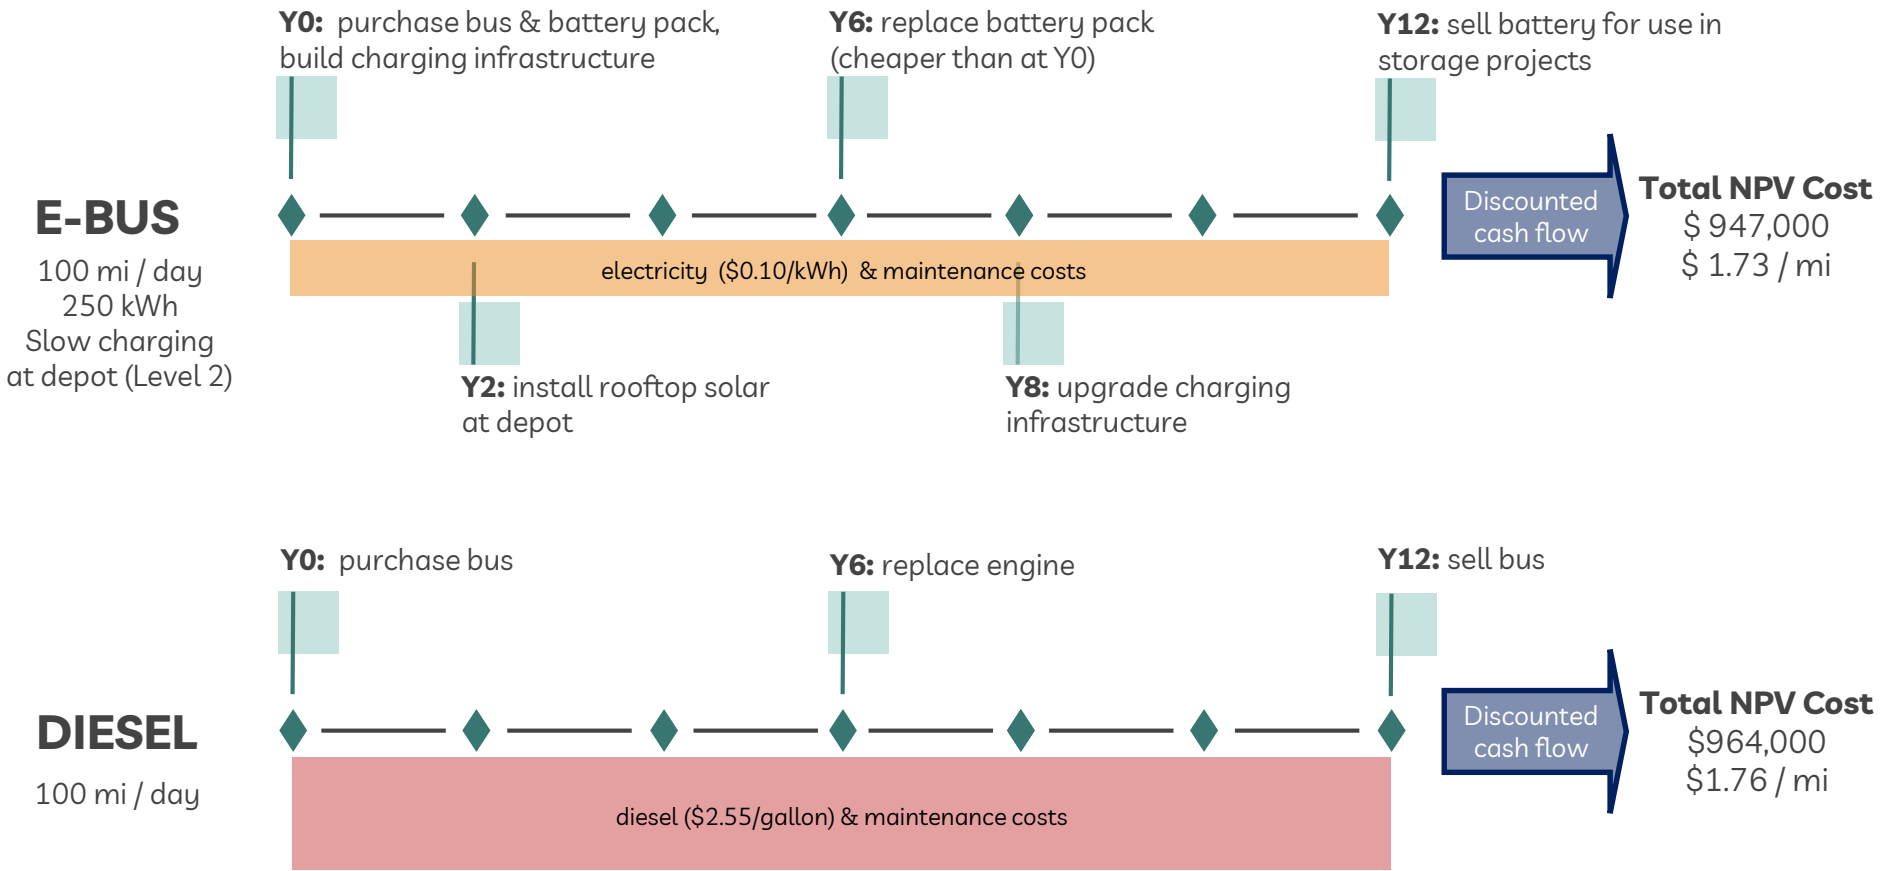 Y0: purchase bus & battery pack,
build charging infrastructure
Y6: replace battery pack
(cheaper than at Y0)
Y12: sell battery for use in
storage projects
E-BUS
100 mi / day
250 kWh
Slow charging
at depot (Level 2)
electricity ($0.10/kWh) & maintenance costs
Discounted
cash flow
Total NPV Cost
$ 947,000
$ 1.73 / mi
Y2: install rooftop solar
at depot
Y8: upgrade charging
infrastructure
Y0: purchase bus
Y6: replace engine
Y12: sell bus
DIESEL
100 mi / day
diesel ($2.55/gallon) & maintenance costs
Discounted
cash flow
Total NPV Cost
$964,000
$1.76 / mi